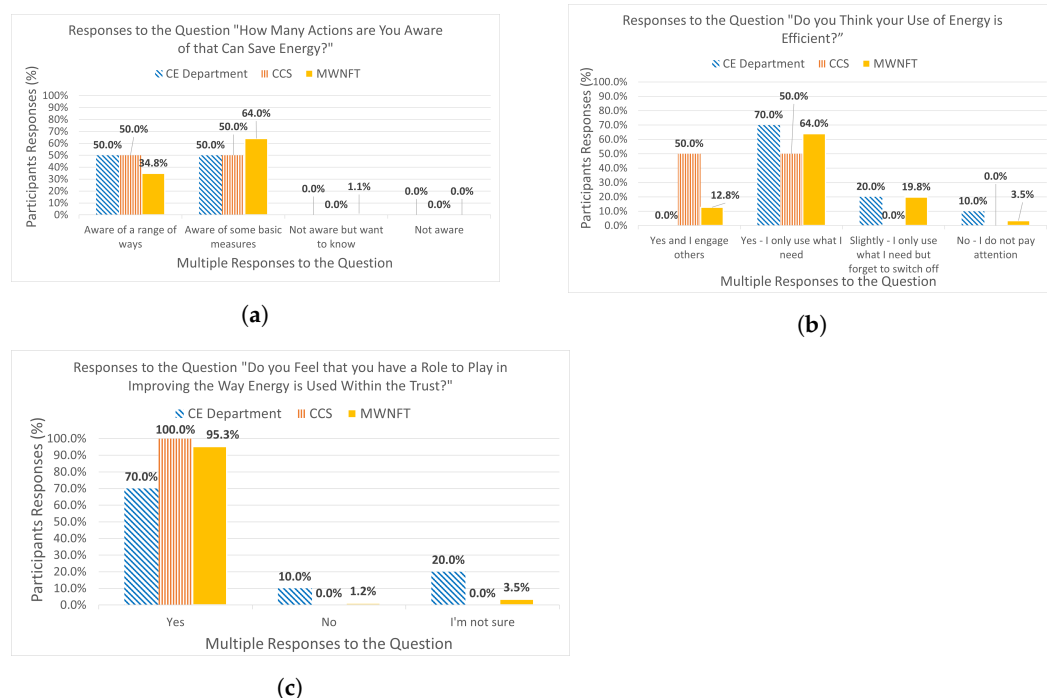 Responses to the Question "How Many Actions are You Aware
of that Can Save Energy?"
CE Department CCS MWNFT
Participants Responses (%)
100%
90%
80%
70%
60%
50%
40%
30%
20%
10%
0%
50.0% 50.0% 34.8%
50.0% 50.0% 64.0%
0.0% 0.0% 1.1%
0.0% 0.0% 0.0%
Aware of a range of
ways
Aware of some basic
measures
Not aware but want
to know
Not aware
Multiple Responses to the Question
(a)
Responses to the Question "Do you Think your Use of Energy is
Efficient?”
CE Department CCS MWNFT
Participants Responses (%)
100.0%
90.0%
80.0%
70.0%
60.0%
50.0%
40.0%
30.0%
20.0%
10.0%
0.0%
0.0% 50.0% 12.8%
70.0% 50.0% 64.0%
20.0% 0.0% 19.8%
10.0% 0.0% 3.5%
Yes and I engage
others
Yes - I only use what I
need
Slightly - I only use
what I need but
forget to switch off
No - I do not pay
attention
Multiple Responses to the Question
(b)
Responses to the Question "Do you Feel that you have a Role to Play in
Improving the Way Energy is Used Within the Trust?"
CE Department CCS MWNFT
Participants Responses (%)
100.0%
90.0%
80.0%
70.0%
60.0%
50.0%
40.0%
30.0%
20.0%
10.0%
0.0%
70.0% 100.0% 95.3%
10.0% 0.0% 1.2%
20.0% 0.0% 3.5%
Yes
No
I'm not sure
Multiple Responses to the Question
(c)